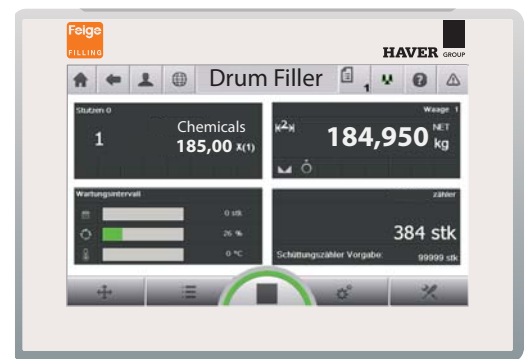 Feige
FILLING
HAVER GROUP
Drum Filler
1
Stutzen 0
1
Chemicals
185,00 X(1)
Waage 1
184,950 NET kg
Wartungsintervall
0 stk
26 %
0 °C
zähler
384 stk
Schüttungszähler Vorgabe: 99999 stk